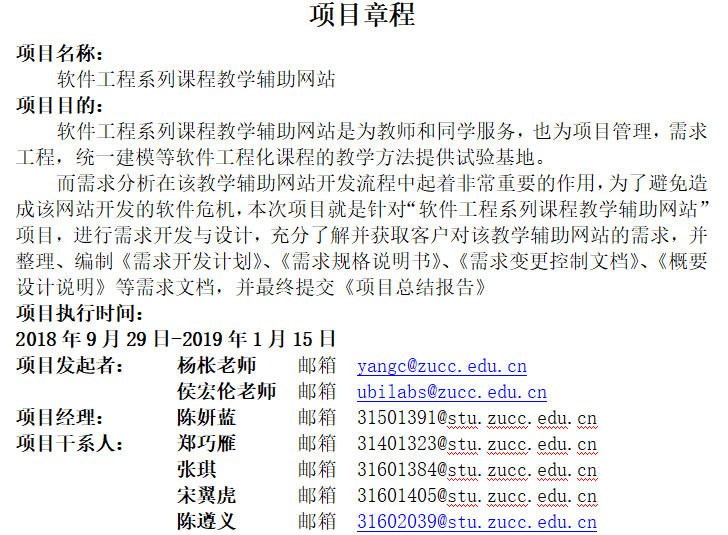 项目章程
项目名称：
软件工程系列课程教学辅助网站
项目目的：
软件工程系列课程教学辅助网站是为教师和同学服务，也为项目管理，需求
工程，统一建模等软件工程化课程的教学方法提供试验基地。
而需求分析在该教学辅助网站开发流程中起着非常重要的作用，为了避免造
成该网站开发的软件危机，本次项目就是针对“软件工程系列课程教学辅助网站”
项目，进行需求开发与设计，充分了解并获取客户对该教学辅助网站的需求，并
整理、编制《需求开发计划》、《需求规格说明书》、《需求变更控制文档》、《概要
设计说明》等需求文档，并最终提交《项目总结报告》
项目执行时间：
2018 年 9 月 29 日-2019 年 1 月 15 日
项目发起者： 杨枨老师 邮箱 yangc@zucc.edu.cn
侯宏伦老师 邮箱 ubilabs@zucc.edu.cn
项目经理： 陈妍蓝 邮箱 31501391@stu.zucc.edu.cn
项目干系人： 郑巧雁 邮箱 31401323@stu.zucc.edu.cn
张琪 邮箱 31601384@stu.zucc.edu.cn
宋翼虎 邮箱 31601405@stu.zucc.edu.cn
陈遵义 邮箱 31602039@stu.zucc.edu.cn